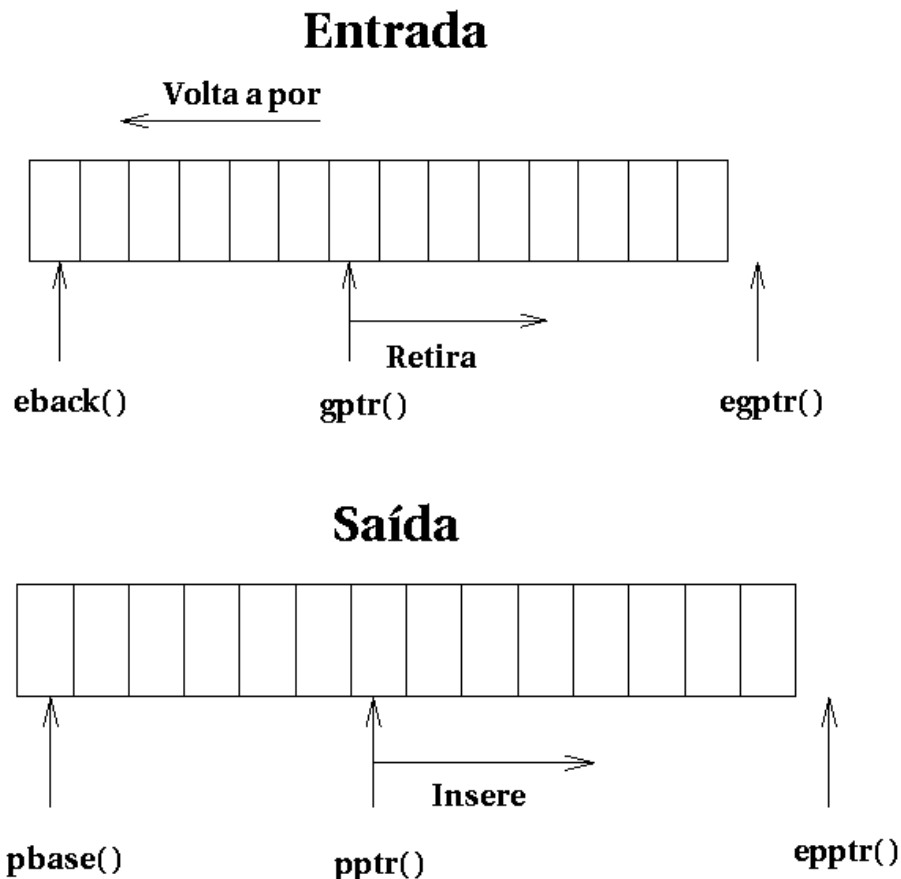 Entrada
Volta a por
Retira
eback() gptr() egptr()
Saída
Insere
pbase() pptr() epptr()